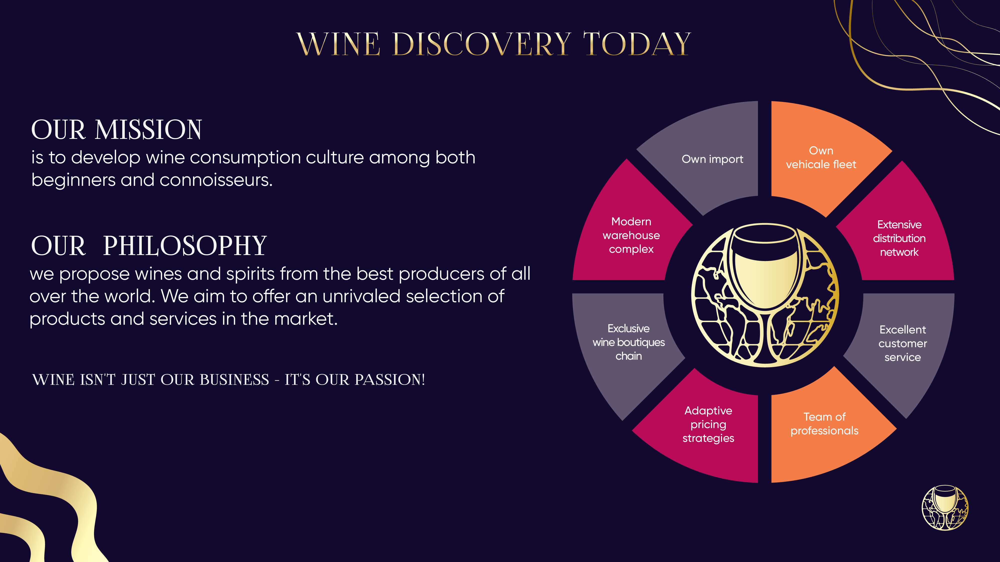 WINE DISCOVERY TODAY
OUR MISSION
is to develop wine consumption culture among both
beginners and connoisseurs.
OUR PHILOSOPHY
we propose wines and spirits from the best producers of all
over the world. We aim to offer an unrivaled selection of
products and services in the market.
WINE ISN'T JUST OUR BUSINESS - IT'S OUR PASSION!
Own import
Own
vehicale fleet
Extensive
distribution
network
Excellent
customer
service
Team of
professionals
Adaptive
pricing
strategies
Exclusive
wine boutiques
chain
Modern
warehouse
complex